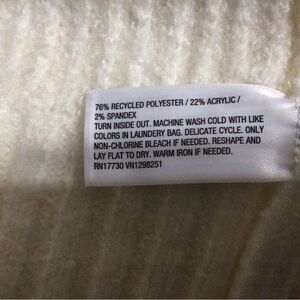 76% RECYCLED POLYESTER / 22% ACRYLIC /
2% SPANDEX
TURN INSIDE OUT. MACHINE WASH COLD WITH LIKE
COLORS IN LAUNDERY BAG. DELICATE CYCLE. ONLY
NON-CHLORINE BLEACH IF NEEDED. RESHAPE AND
LAY FLAT TO DRY. WARM IRON IF NEEDED.
RN17730 VN1298251